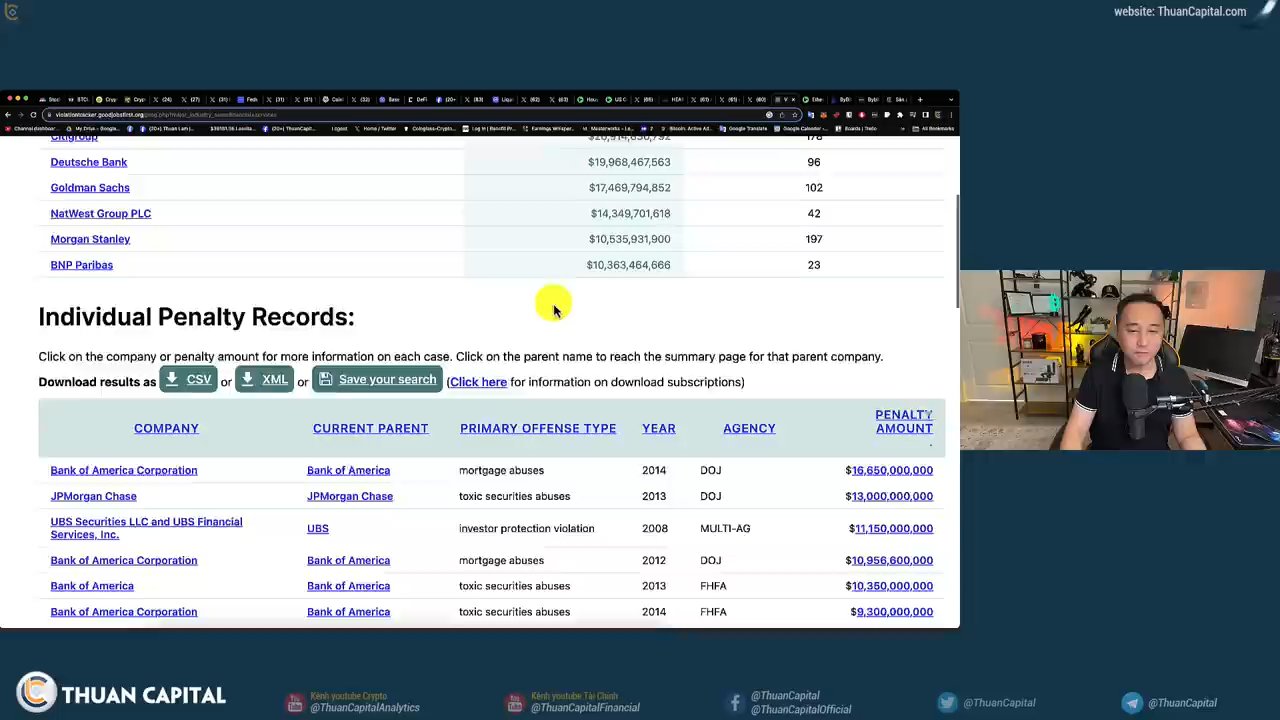 website: ThuanCapital.com
Citigroup
Deutsche Bank $19,968,467,563 96
Goldman Sachs $17,469,794,852 102
NatWest Group PLC $14,349,701,618 42
Morgan Stanley $10,535,931,900 197
BNP Paribas $10,363,464,666 23
Individual Penalty Records:
Click on the company or penalty amount for more information on each case. Click on the parent name to reach the summary page for that parent company.
Download results as CSV or XML or Save your search (Click here for information on download subscriptions)
COMPANY CURRENT PARENT PRIMARY OFFENSE TYPE YEAR AGENCY PENALTY AMOUNT
Bank of America Corporation Bank of America mortgage abuses 2014 DOJ $16,650,000,000
JPMorgan Chase JPMorgan Chase toxic securities abuses 2013 DOJ $13,000,000,000
UBS Securities LLC and UBS Financial Services, Inc. UBS investor protection violation 2008 MULTI-AG $11,150,000,000
Bank of America Corporation Bank of America mortgage abuses 2012 DOJ $10,956,600,000
Bank of America Bank of America toxic securities abuses 2013 FHFA $10,350,000,000
Bank of America Corporation Bank of America toxic securities abuses 2014 FHFA $9,300,000,000
THUAN CAPITAL
Kênh youtube Crypto
@ThuanCapitalAnalytics
Kênh youtube Tài Chính
@ThuanCapitalFinancial
@ThuanCapital
@ThuanCapitalOfficial
@ThuanCapital
@ThuanCapital